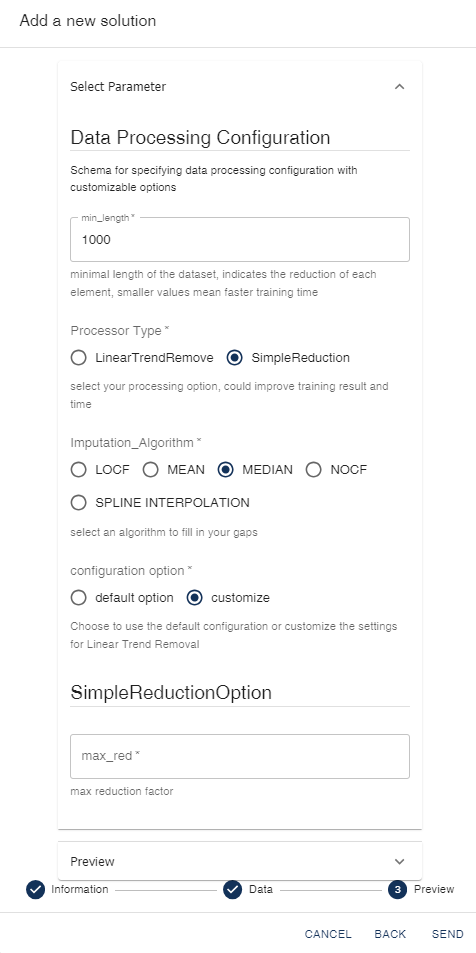 Add a new solution
Select Parameter
Data Processing Configuration
Schema for specifying data processing configuration with
customizable options
min_length *
1000
minimal length of the dataset, indicates the reduction of each
element, smaller values mean faster training time
Processor Type *
LinearTrendRemove SimpleReduction
select your processing option, could improve training result and
time
Imputation_Algorithm *
LOCF MEAN MEDIAN NOCF
SPLINE INTERPOLATION
select an algorithm to fill in your gaps
configuration option *
default option customize
Choose to use the default configuration or customize the settings
for Linear Trend Removal
SimpleReductionOption
max_red *
max reduction factor
Preview
Information Data 3 Preview
CANCEL BACK SEND